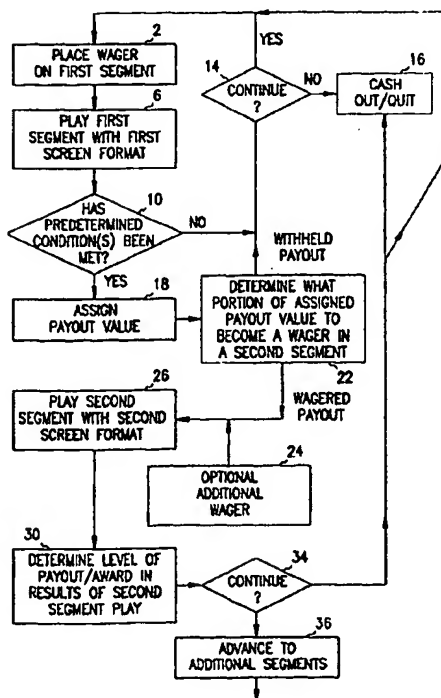 2
PLACE WAGER
ON FIRST SEGMENT
6
PLAY FIRST
SEGMENT WITH FIRST
SCREEN FORMAT
10
HAS
PREDETERMINED
CONDITION(S) BEEN
MET?
NO
YES
14
CONTINUE
?
YES
NO
16
CASH
OUT/QUIT
18
ASSIGN
PAYOUT VALUE
WITHHELD
PAYOUT
DETERMINE WHAT
PORTION OF ASSIGNED
PAYOUT VALUE TO
BECOME A WAGER IN
A SECOND SEGMENT
22
WAGERED
PAYOUT
26
PLAY SECOND
SEGMENT WITH SECOND
SCREEN FORMAT
24
OPTIONAL
ADDITIONAL
WAGER
30
DETERMINE LEVEL OF
PAYOUT/AWARD IN
RESULTS OF SECOND
SEGMENT PLAY
34
CONTINUE
?
36
ADVANCE TO
ADDITIONAL SEGMENTS